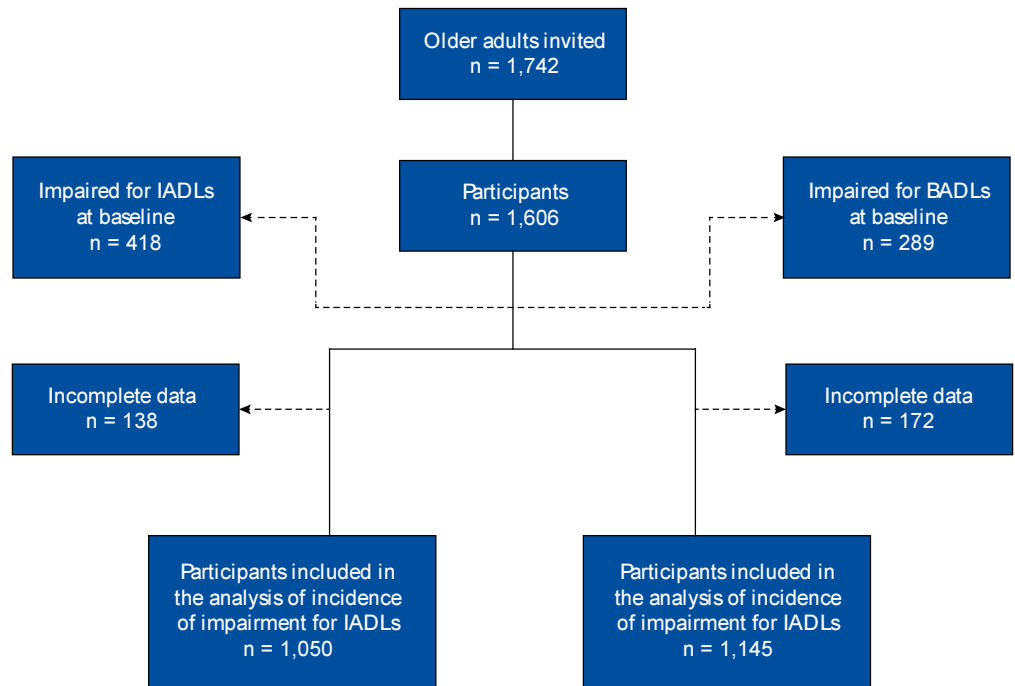 Older adults invited
n = 1,742
Participants
n = 1,606
Impaired for IADLs
at baseline
n = 418
Impaired for BADLs
at baseline
n = 289
Incomplete data
n = 138
Incomplete data
n = 172
Participants included in
the analysis of incidence
of impairment for IADLs
n = 1,050
Participants included in
the analysis of incidence
of impairment for IADLs
n = 1,145